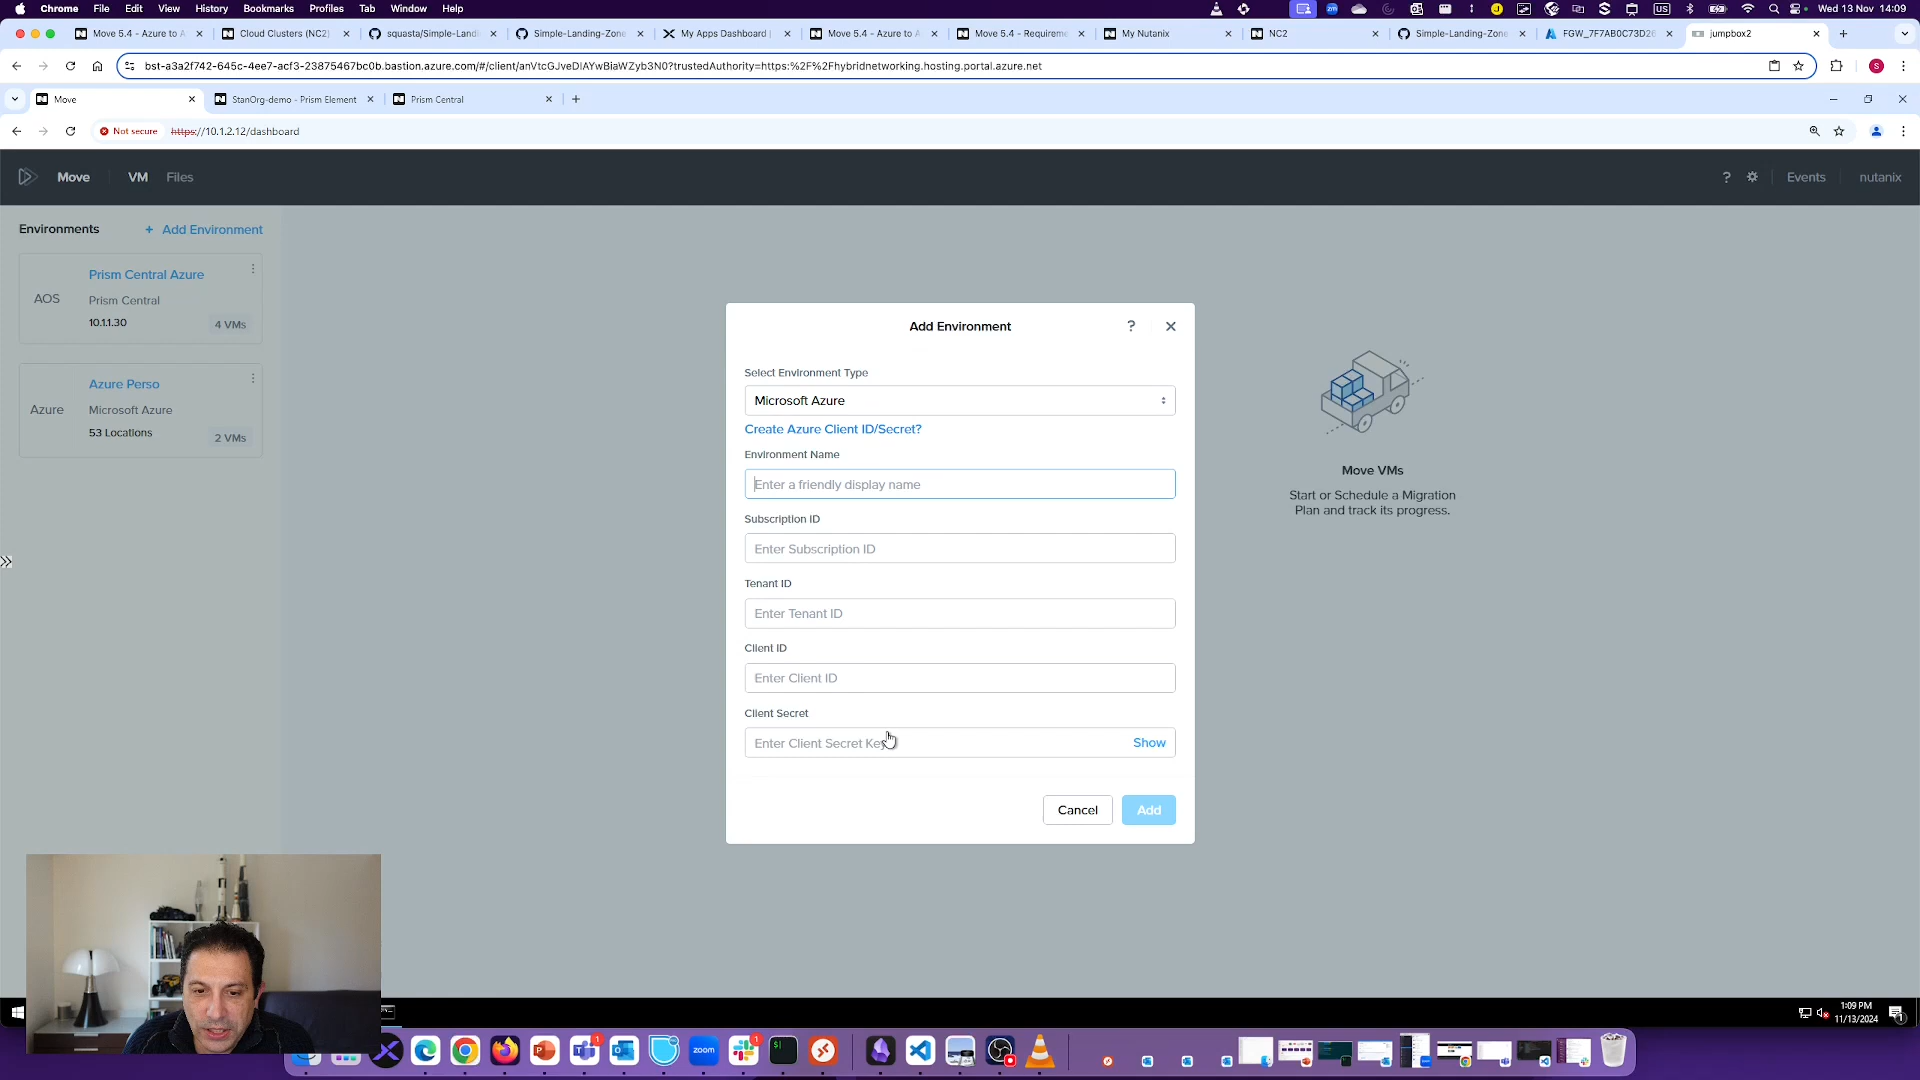 Chrome File Edit View History Bookmarks Profiles Tab Window Help
Wed 13 Nov 14:09
Move 5.4 - Azure to A
Cloud Clusters (NC2)
squasta/Simple-Landi
Simple-Landing-Zone
My Apps Dashboard |
Move 5.4 - Azure to A
Move 5.4 - Requireme
My Nutanix
NC2
Simple-Landing-Zone
FGW_7F7AB0C73D26
jumpbox2
bst-a3a2f742-645c-4ee7-acf3-23875467bc0b.bastion.azure.com/#/client/anVtcGJveDIAYwBiaWZyb3N0?trustedAuthority=https:%2F%2Fhybridnetworking.hosting.portal.azure.net
Move
StanOrg-demo - Prism Element
Prism Central
Not secure https://10.1.2.12/dashboard
Move VM Files
? Events nutanix
Environments + Add Environment
Prism Central Azure
AOS
Prism Central
10.1.1.30
4 VMs
Azure Perso
Azure
Microsoft Azure
53 Locations
2 VMs
Add Environment ?
Select Environment Type
Microsoft Azure
Create Azure Client ID/Secret?
Environment Name
Enter a friendly display name
Subscription ID
Enter Subscription ID
Tenant ID
Enter Tenant ID
Client ID
Enter Client ID
Client Secret
Enter Client Secret Key
Show
Cancel Add
Move VMs
Start or Schedule a Migration
Plan and track its progress.
1:09 PM
11/13/2024
zoom